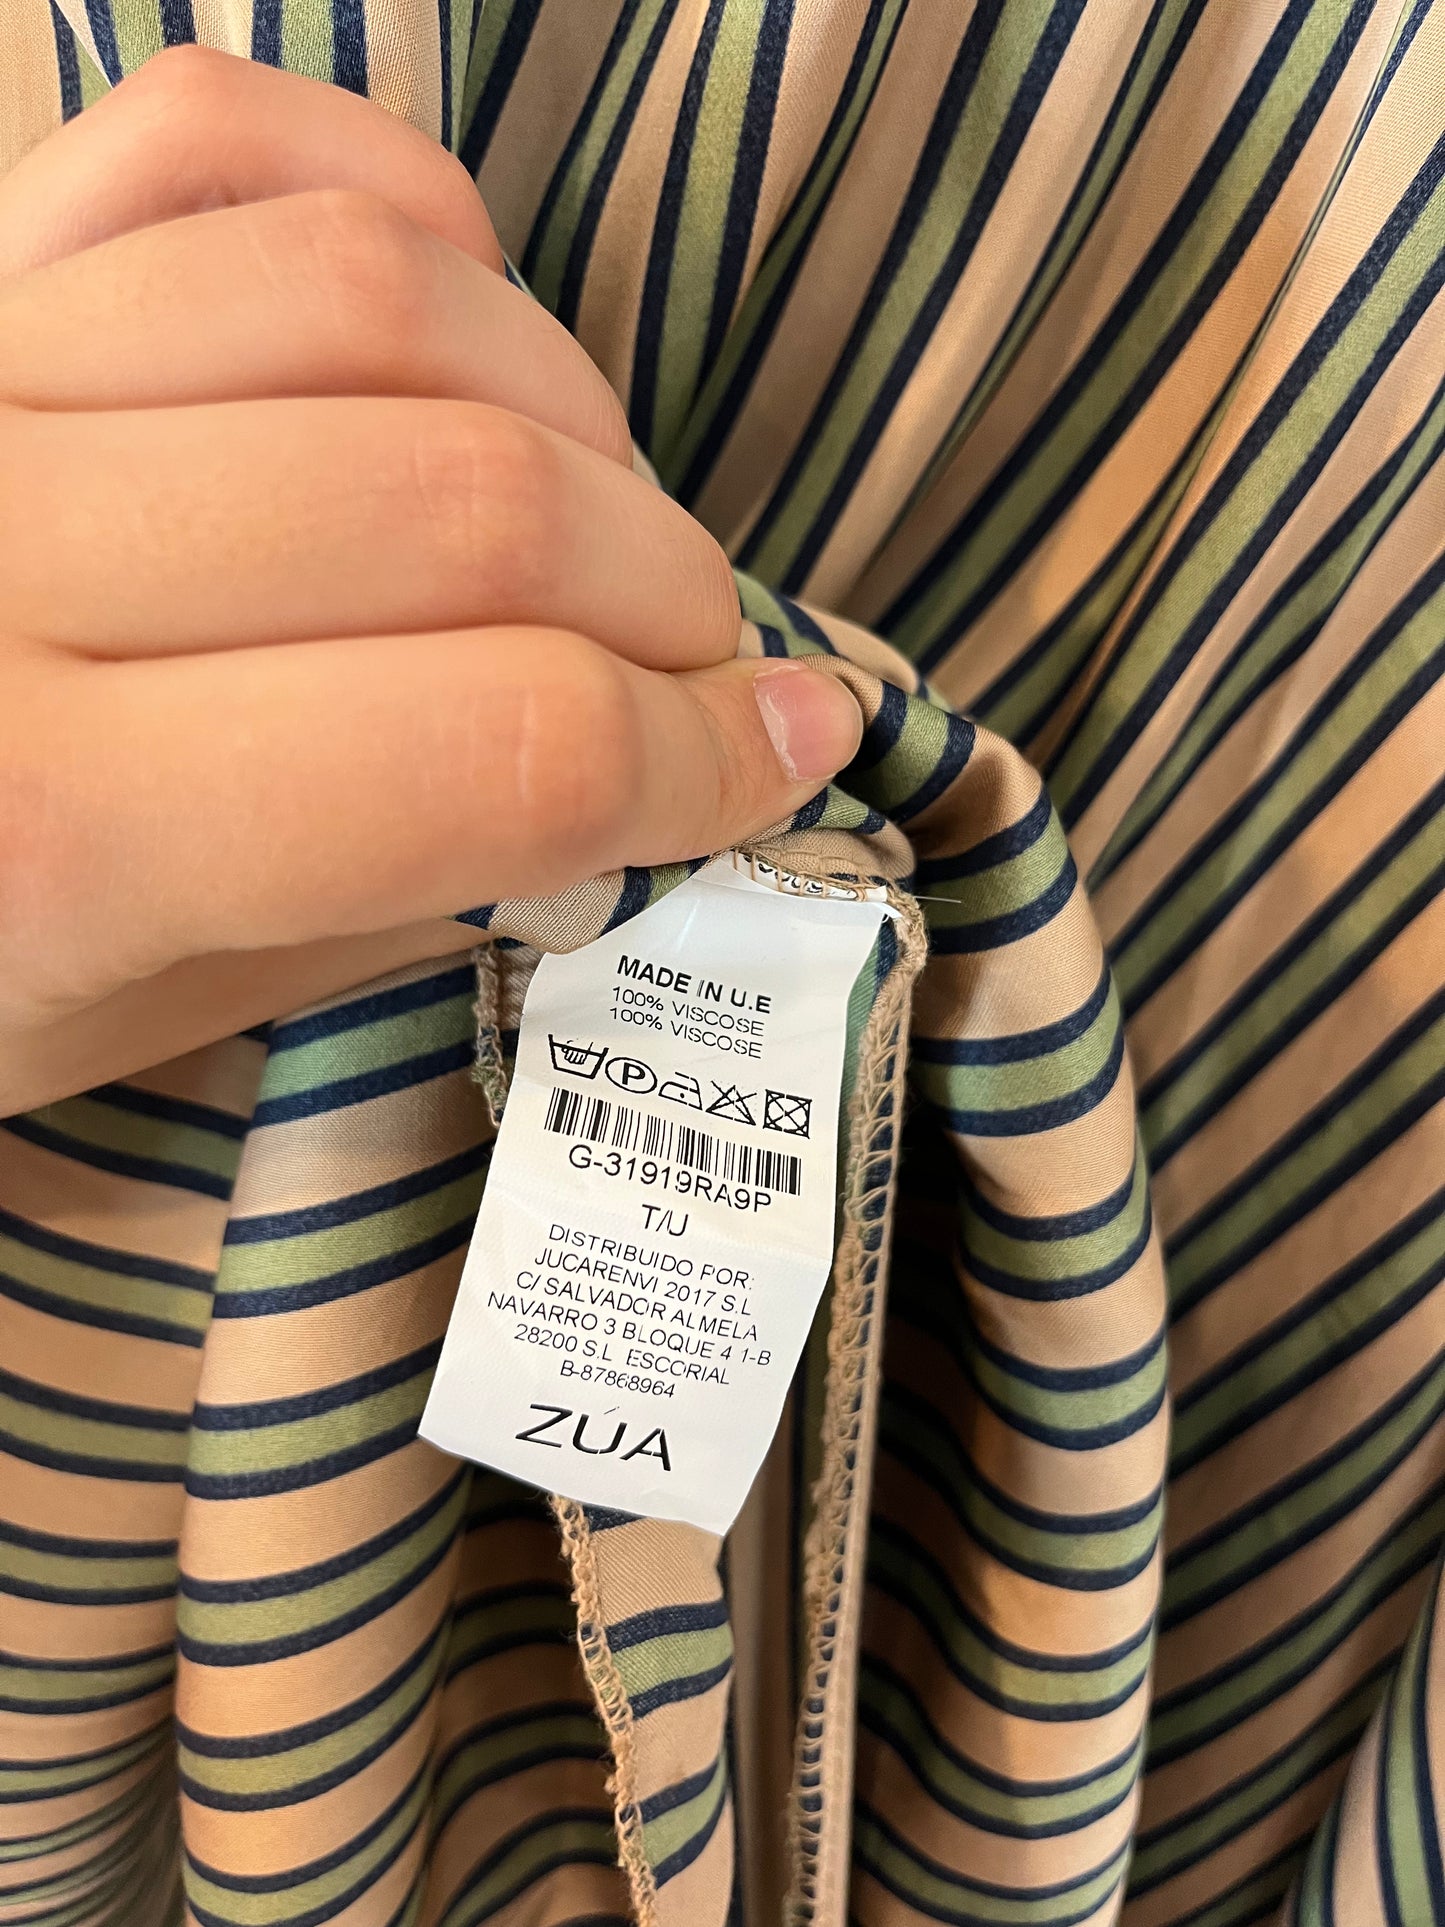 MADE IN U.E
100% VISCOSE
100% VISCOSE
P
G-31919RA9P
T/U
DISTRIBUIDO POR:
JUCARENVI 2017 S.L
C/ SALVADOR ALMELA
NAVARRO 3 BLOQUE 4 1-B
28200 S.L ESCORIAL
B-87868964
ZÚA